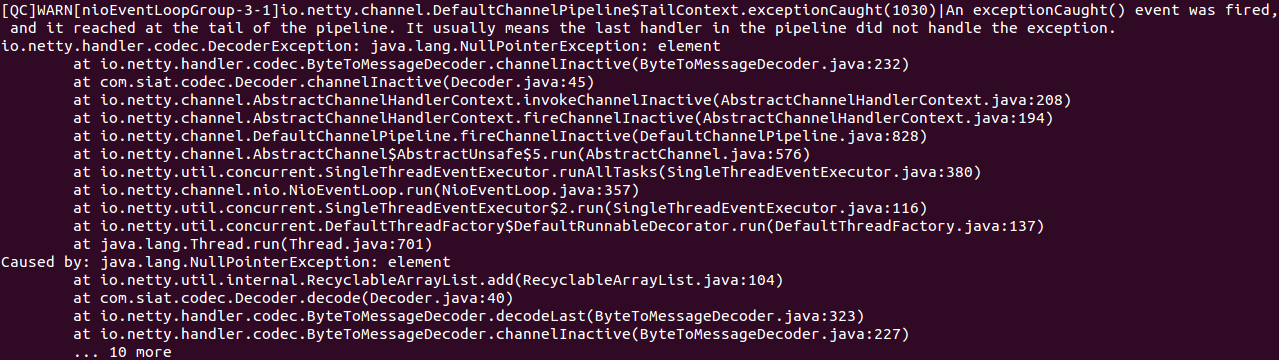 [QC]WARN[nioEventLoopGroup-3-1]io.netty.channel.DefaultChannelPipeline$TailContext.exceptionCaught(1030)|An exceptionCaught() event was fired,
 and it reached at the tail of the pipeline. It usually means the last handler in the pipeline did not handle the exception.
io.netty.handler.codec.DecoderException: java.lang.NullPointerException: element
        at io.netty.handler.codec.ByteToMessageDecoder.channelInactive(ByteToMessageDecoder.java:232)
        at com.siat.codec.Decoder.channelInactive(Decoder.java:45)
        at io.netty.channel.AbstractChannelHandlerContext.invokeChannelInactive(AbstractChannelHandlerContext.java:208)
        at io.netty.channel.AbstractChannelHandlerContext.fireChannelInactive(AbstractChannelHandlerContext.java:194)
        at io.netty.channel.DefaultChannelPipeline.fireChannelInactive(DefaultChannelPipeline.java:828)
        at io.netty.channel.AbstractChannel$AbstractUnsafe$5.run(AbstractChannel.java:576)
        at io.netty.util.concurrent.SingleThreadEventExecutor.runAllTasks(SingleThreadEventExecutor.java:380)
        at io.netty.channel.nio.NioEventLoop.run(NioEventLoop.java:357)
        at io.netty.util.concurrent.SingleThreadEventExecutor$2.run(SingleThreadEventExecutor.java:116)
        at io.netty.util.concurrent.DefaultThreadFactory$DefaultRunnableDecorator.run(DefaultThreadFactory.java:137)
        at java.lang.Thread.run(Thread.java:701)
Caused by: java.lang.NullPointerException: element
        at io.netty.util.internal.RecyclableArrayList.add(RecyclableArrayList.java:104)
        at com.siat.codec.Decoder.decode(Decoder.java:40)
        at io.netty.handler.codec.ByteToMessageDecoder.decodeLast(ByteToMessageDecoder.java:323)
        at io.netty.handler.codec.ByteToMessageDecoder.channelInactive(ByteToMessageDecoder.java:227)
        ... 10 more